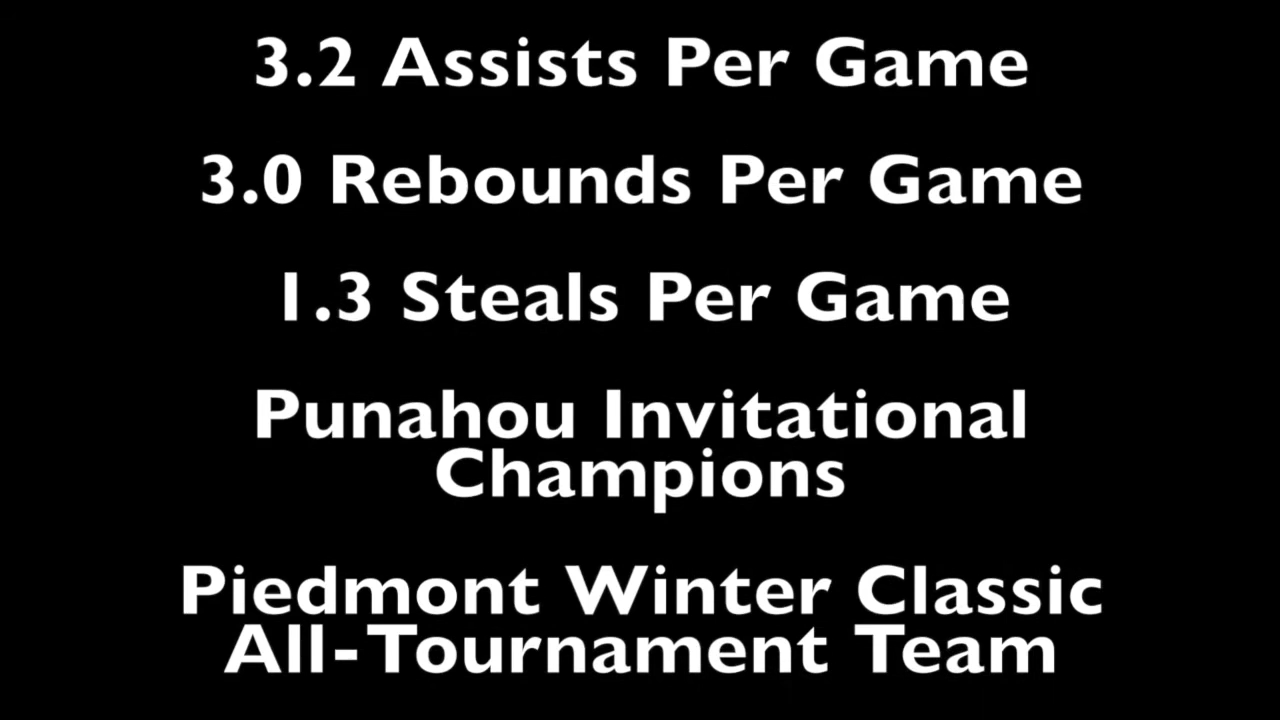 3.2 Assists Per Game
3.0 Rebounds Per Game
1.3 Steals Per Game
Punahou Invitational
Champions
Piedmont Winter Classic
All-Tournament Team